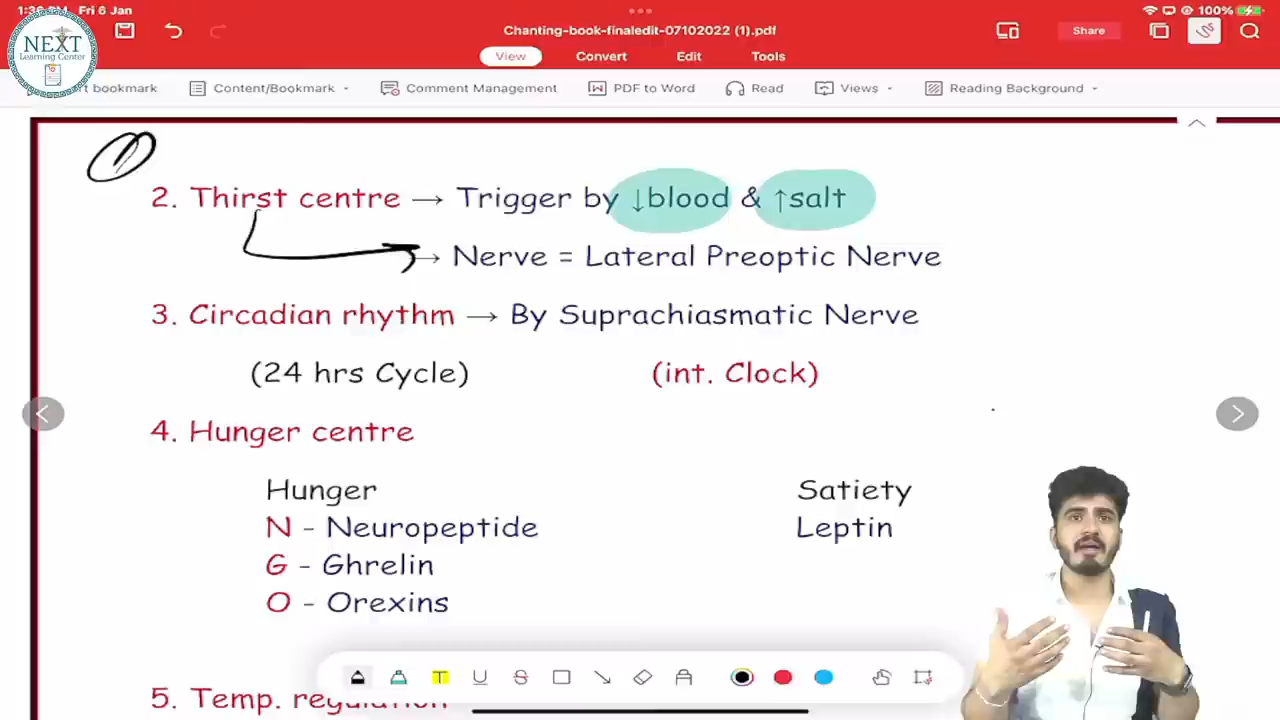 1:36 PM Fri 6 Jan
100%
NEXT
Learning Center
Chanting-book-finaledit-07102022 (1).pdf
Share
View Convert Edit Tools
bookmark Content/Bookmark Comment Management PDF to Word Read Views Reading Background
1
2. Thirst centre → Trigger by ↓blood & ↑salt
→ Nerve = Lateral Preoptic Nerve
3. Circadian rhythm → By Suprachiasmatic Nerve
(24 hrs Cycle) (int. Clock)
4. Hunger centre
Hunger Satiety
N - Neuropeptide Leptin
G - Ghrelin
O - Orexins
T U S
5. Temp. regulation